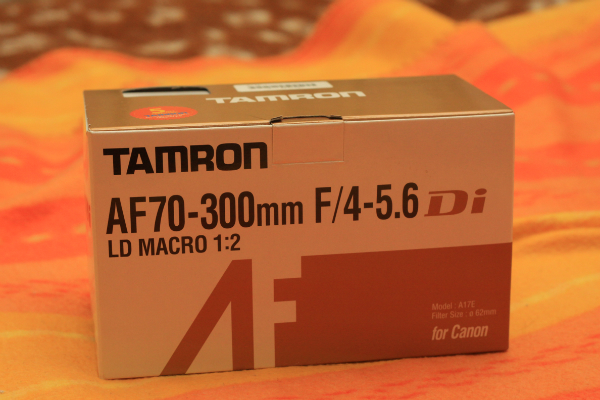 TAMRON
TAMRON
AF70-300mm F/4-5.6 Di
LD MACRO 1:2
AF
Model : A17E
Filter Size : ø 62mm
for Canon